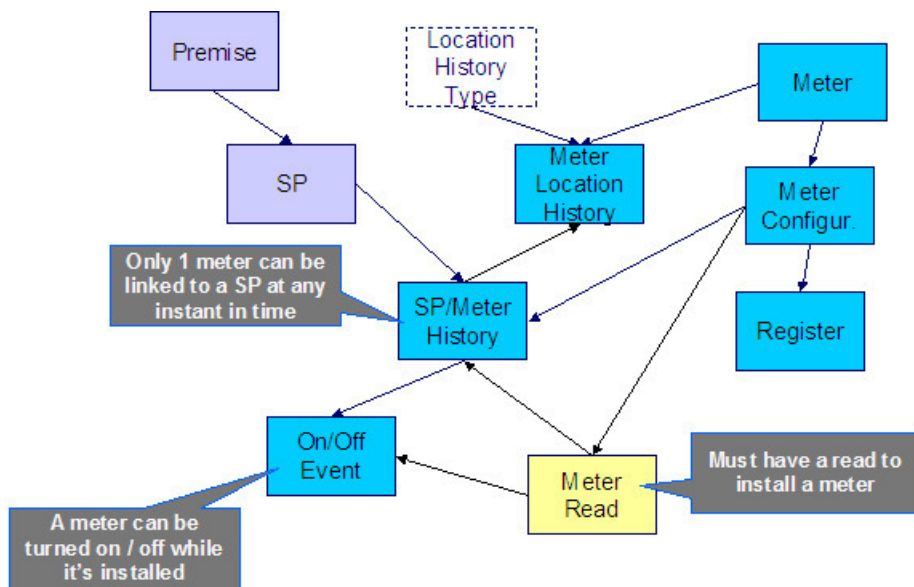 Premise
Location
History
Type
Meter
SP
Meter
Location
History
Meter
Configur.
Only 1 meter can be
linked to a SP at any
instant in time
SP/Meter
History
Register
On/Off
Event
Meter
Read
Must have a read to
install a meter
A meter can be
turned on / off while
it's installed